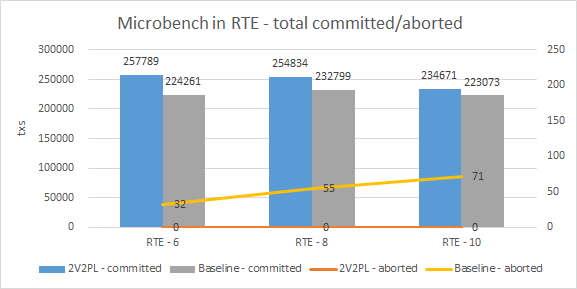 Microbench in RTE - total committed/aborted
300000
250000
200000
150000
100000
50000
0
txs
250
200
150
100
50
0
257789
224261
254834
232799
234671
223073
32
55
71
0
0
0
RTE - 6
RTE - 8
RTE - 10
2V2PL - committed
Baseline - committed
2V2PL - aborted
Baseline - aborted